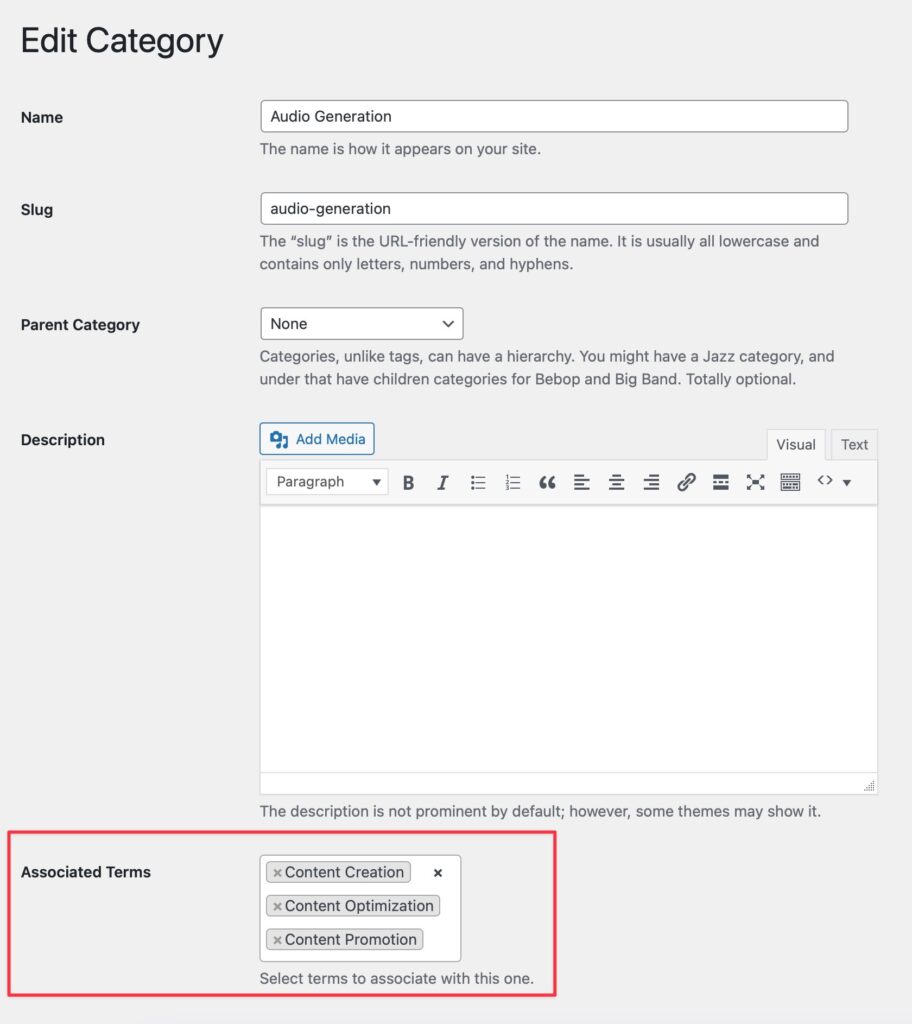 Edit Category
Name
Audio Generation
The name is how it appears on your site.
Slug
audio-generation
The “slug” is the URL-friendly version of the name. It is usually all lowercase and
contains only letters, numbers, and hyphens.
Parent Category
None
Categories, unlike tags, can have a hierarchy. You might have a Jazz category, and
under that have children categories for Bebop and Big Band. Totally optional.
Description
Add Media
Visual
Text
Paragraph
B
I
The description is not prominent by default; however, some themes may show it.
Associated Terms
×Content Creation ×
×Content Optimization
×Content Promotion
Select terms to associate with this one.